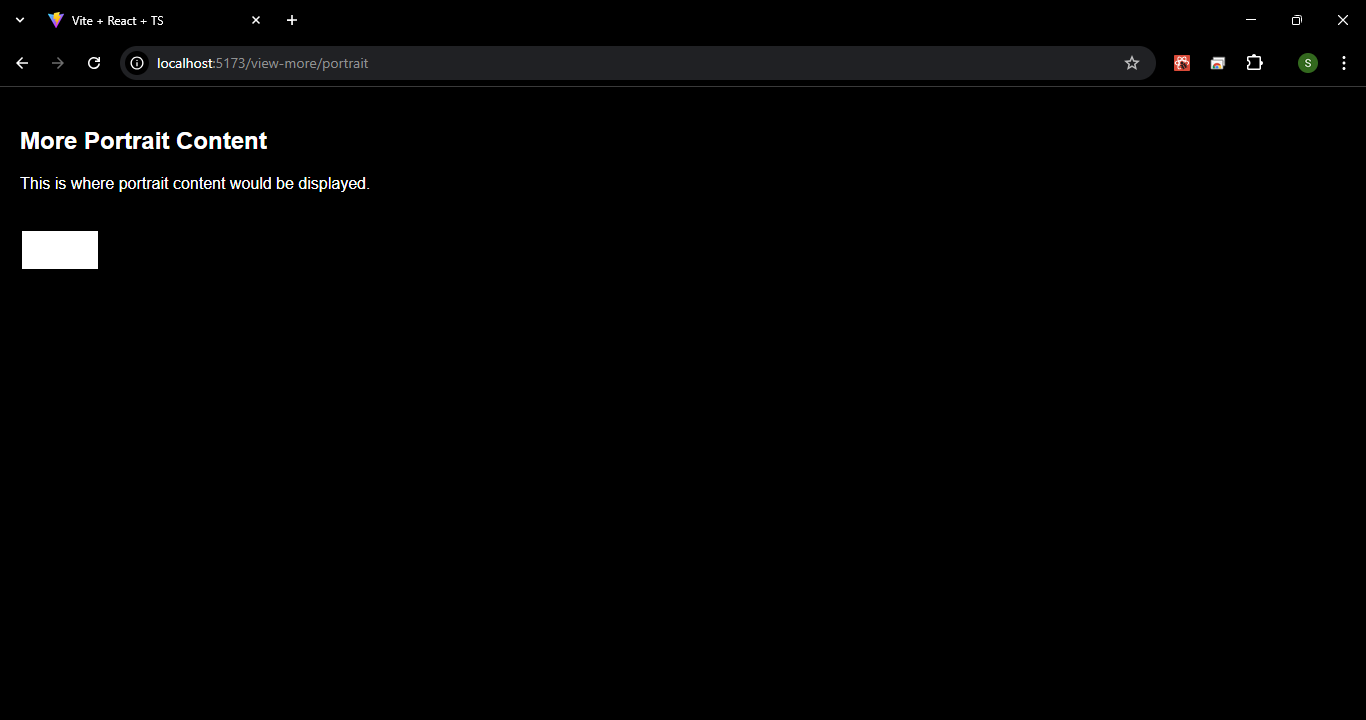 Vite + React + TS
localhost:5173/view-more/portrait
S
More Portrait Content
This is where portrait content would be displayed.